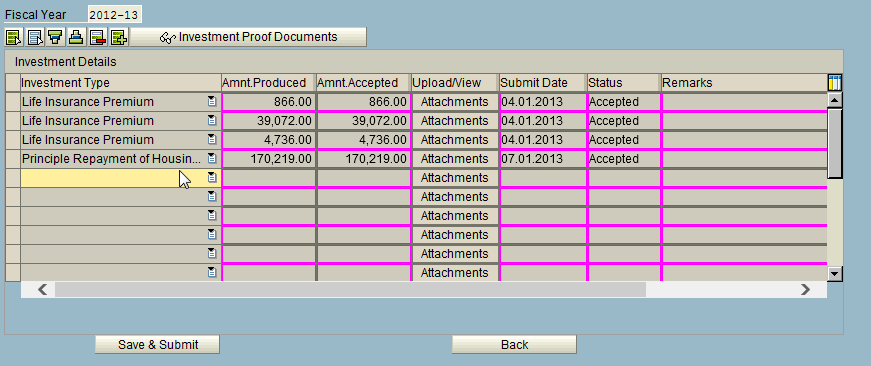 Fiscal Year 2012-13
Investment Proof Documents
Investment Details
Investment Type Amnt.Produced Amnt.Accepted Upload/View Submit Date Status Remarks
Life Insurance Premium 866.00 866.00 Attachments 04.01.2013 Accepted
Life Insurance Premium 39,072.00 39,072.00 Attachments 04.01.2013 Accepted
Life Insurance Premium 4,736.00 4,736.00 Attachments 04.01.2013 Accepted
Principle Repayment of Housin... 170,219.00 170,219.00 Attachments 07.01.2013 Accepted
Attachments
Attachments
Attachments
Attachments
Attachments
Attachments
Save & Submit Back